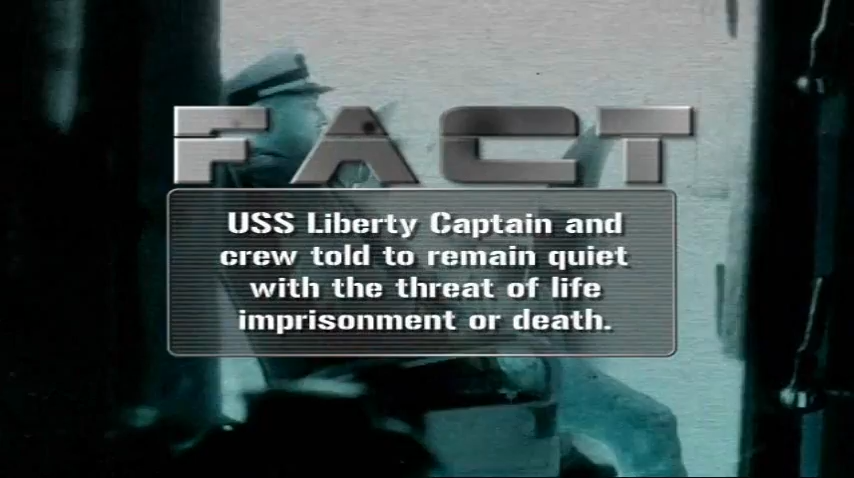 FACT
USS Liberty Captain and
crew told to remain quiet
with the threat of life
imprisonment or death.